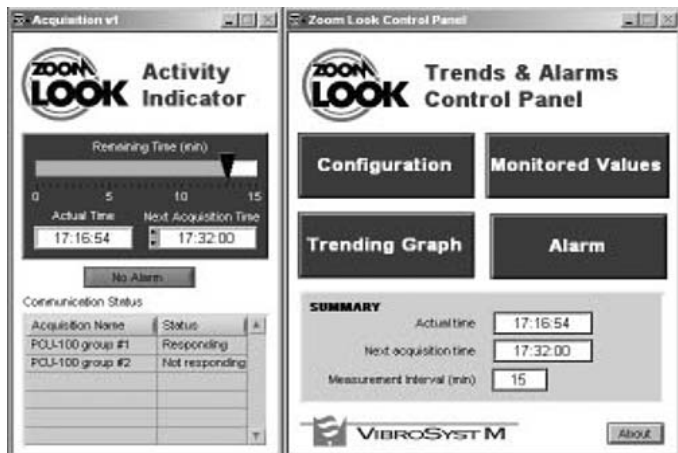 Acquisition v1
ZOOM
LOOK
Activity
Indicator
Remaining Time (min)
0 5 10 15
Actual Time Next Acquisition Time
17:16:54 17:32:00
No Alarm
Communication Status
Acquisition Name Status
PCU-100 group #1 Responding
PCU-100 group #2 Not responding
Zoom Look Control Panel
ZOOM
LOOK
Trends & Alarms
Control Panel
Configuration Monitored Values
Trending Graph Alarm
SUMMARY
Actual time 17:16:54
Next acquisition time 17:32:00
Measurement Interval (min) 15
VIBROSYSTM
About